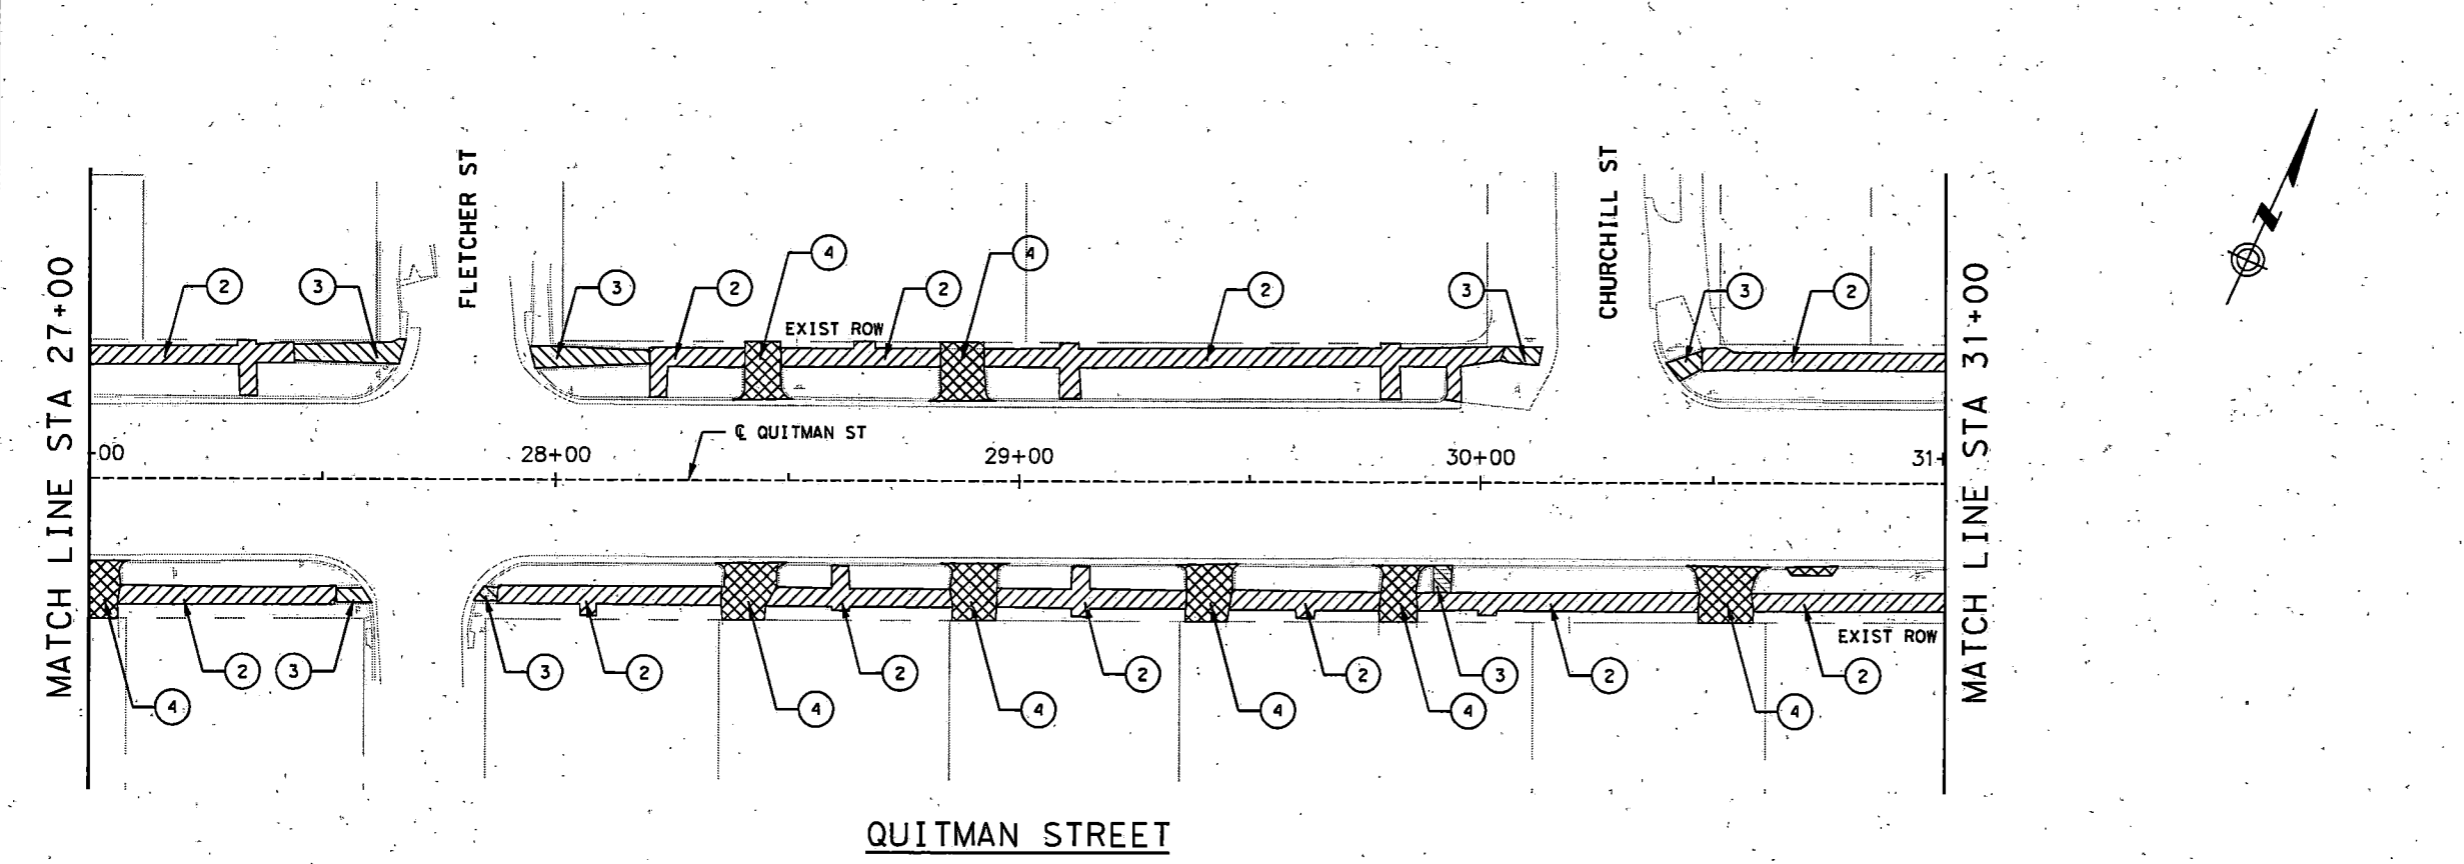 MATCH LINE STA 27+00
FLETCHER ST
CHURCHILL ST
MATCH LINE STA 31+00
N
4 4
2 3 3 2 2 2 3 3 2
EXIST ROW
℄ QUITMAN ST
00 28+00 29+00 30+00 31+
EXIST ROW
2 3 3 2 2 2 2 3 2 2
4 4 4 4 4 4
QUITMAN STREET